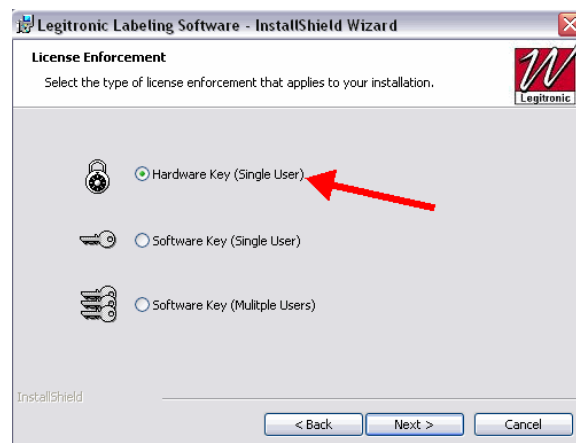 Legitronic Labeling Software - InstallShield Wizard
License Enforcement
Select the type of license enforcement that applies to your installation.
Legitronic
Hardware Key (Single User)
Software Key (Single User)
Software Key (Mulitple Users)
InstallShield
< Back Next > Cancel